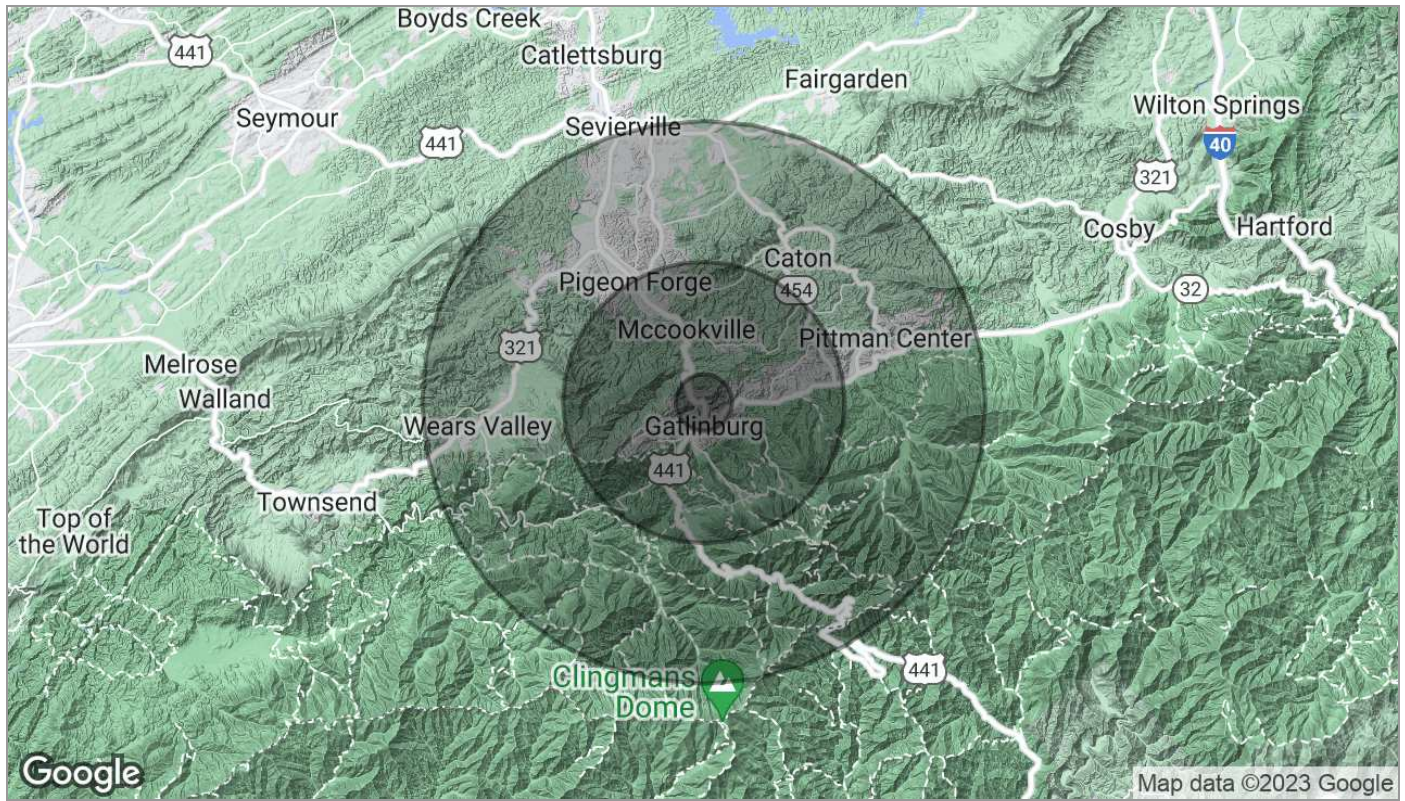 Boyds Creek
441
Catlettsburg
Fairgarden
Seymour
Sevierville
Wilton Springs
441
40
321
Cosby
Hartford
Caton
Pigeon Forge
454
32
Mccookville
Pittman Center
321
Melrose
Walland
Wears Valley
Gatlinburg
441
Townsend
Top of
the World
441
Clingmans
Dome
Google
Map data ©2023 Google